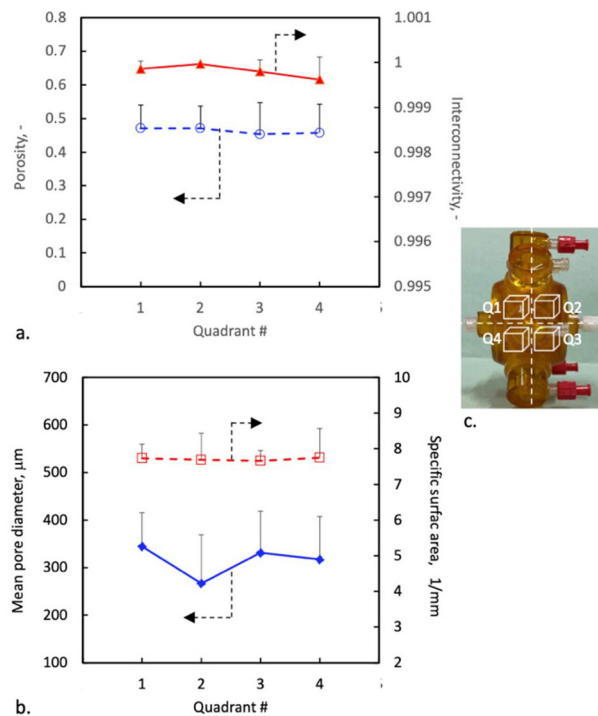 0.8
0.7
0.6
0.5
0.4
0.3
0.2
0.1
0
Porosity, -
1.001
1
0.999
0.998
0.997
0.996
0.995
Interconnectivity, -
1 2 3 4
Quadrant #
a.
700
600
500
400
300
200
100
Mean pore diameter, µm
10
9
8
7
6
5
4
3
2
Specific surfac area, 1/mm
1 2 3 4
Quadrant #
b.
Q1 Q2
Q4 Q3
c.